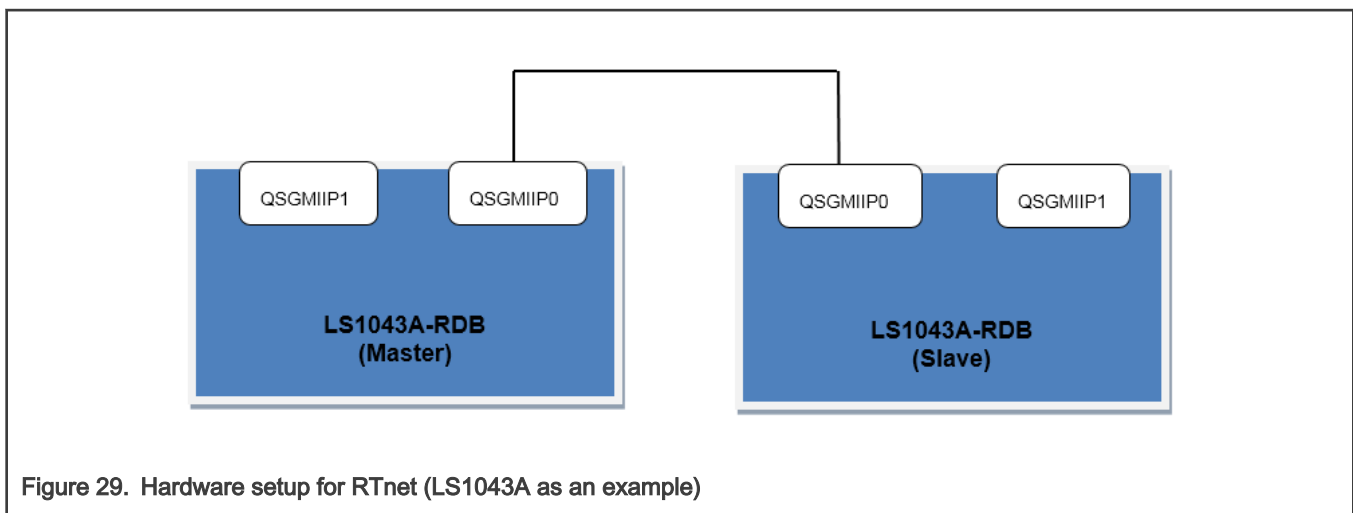 QSGMIIP1
QSGMIIP0
QSGMIIP0
QSGMIIP1
LS1043A-RDB
(Master)
LS1043A-RDB
(Slave)
Figure 29. Hardware setup for RTnet (LS1043A as an example)